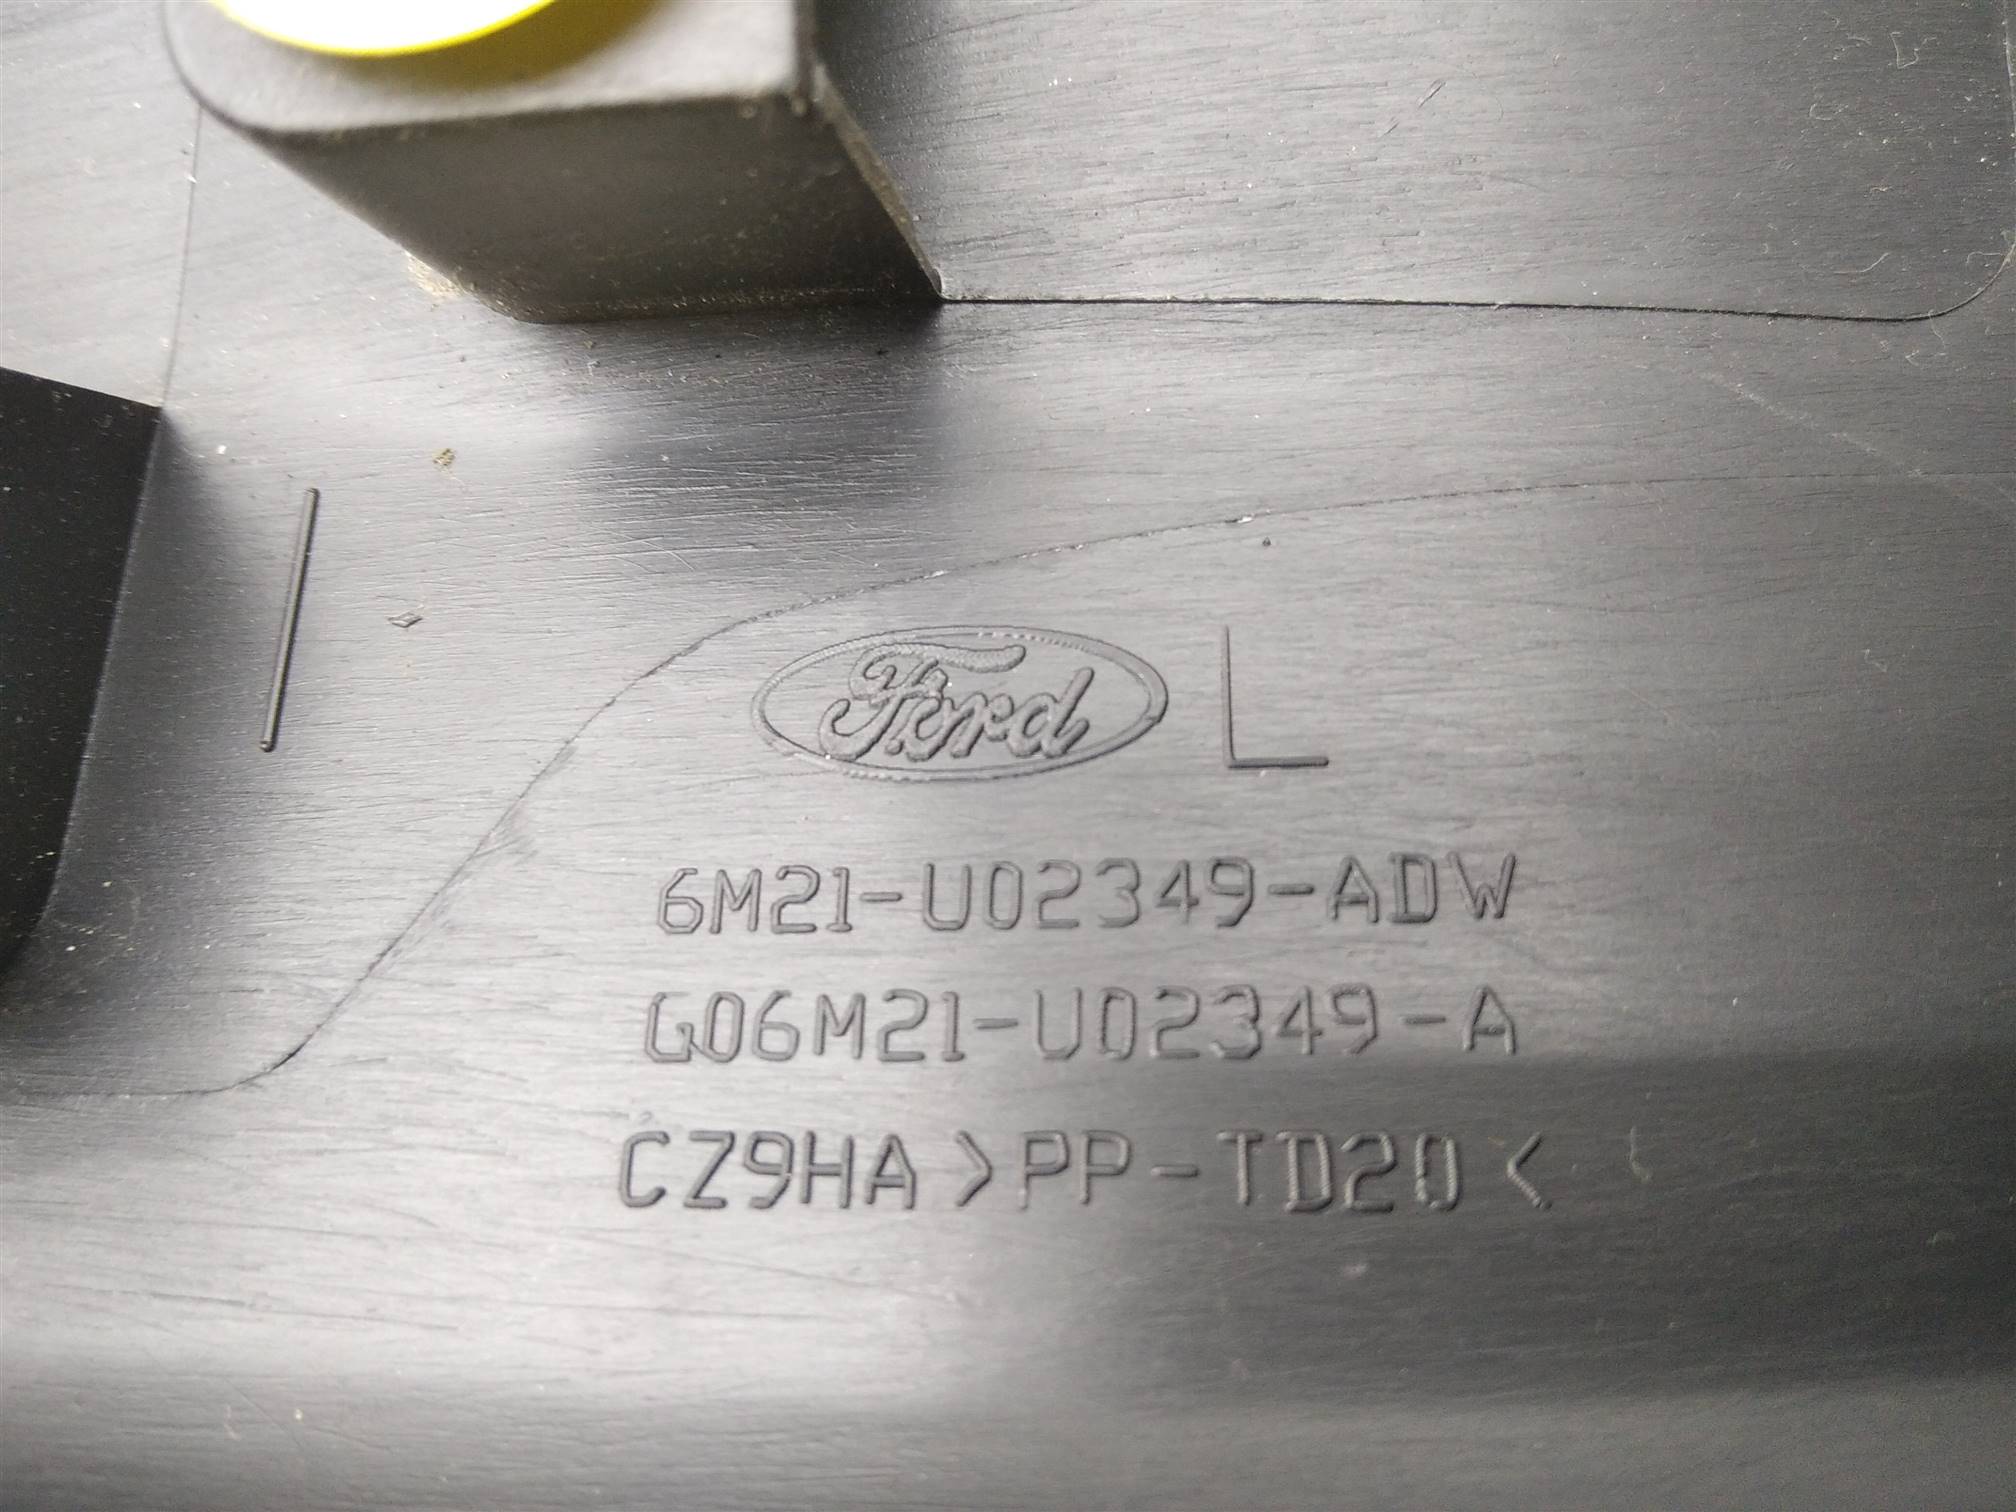 Ford L
6M21-U02349-ADW
G06M21-U02349-A
CZ9HA >PP-TD20<